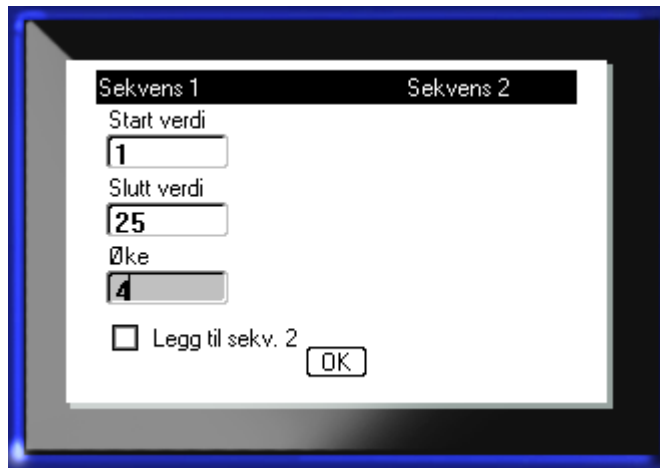 Sekvens 1 Sekvens 2
Start verdi
1
Slutt verdi
25
Øke
4
Legg til sekv. 2
OK